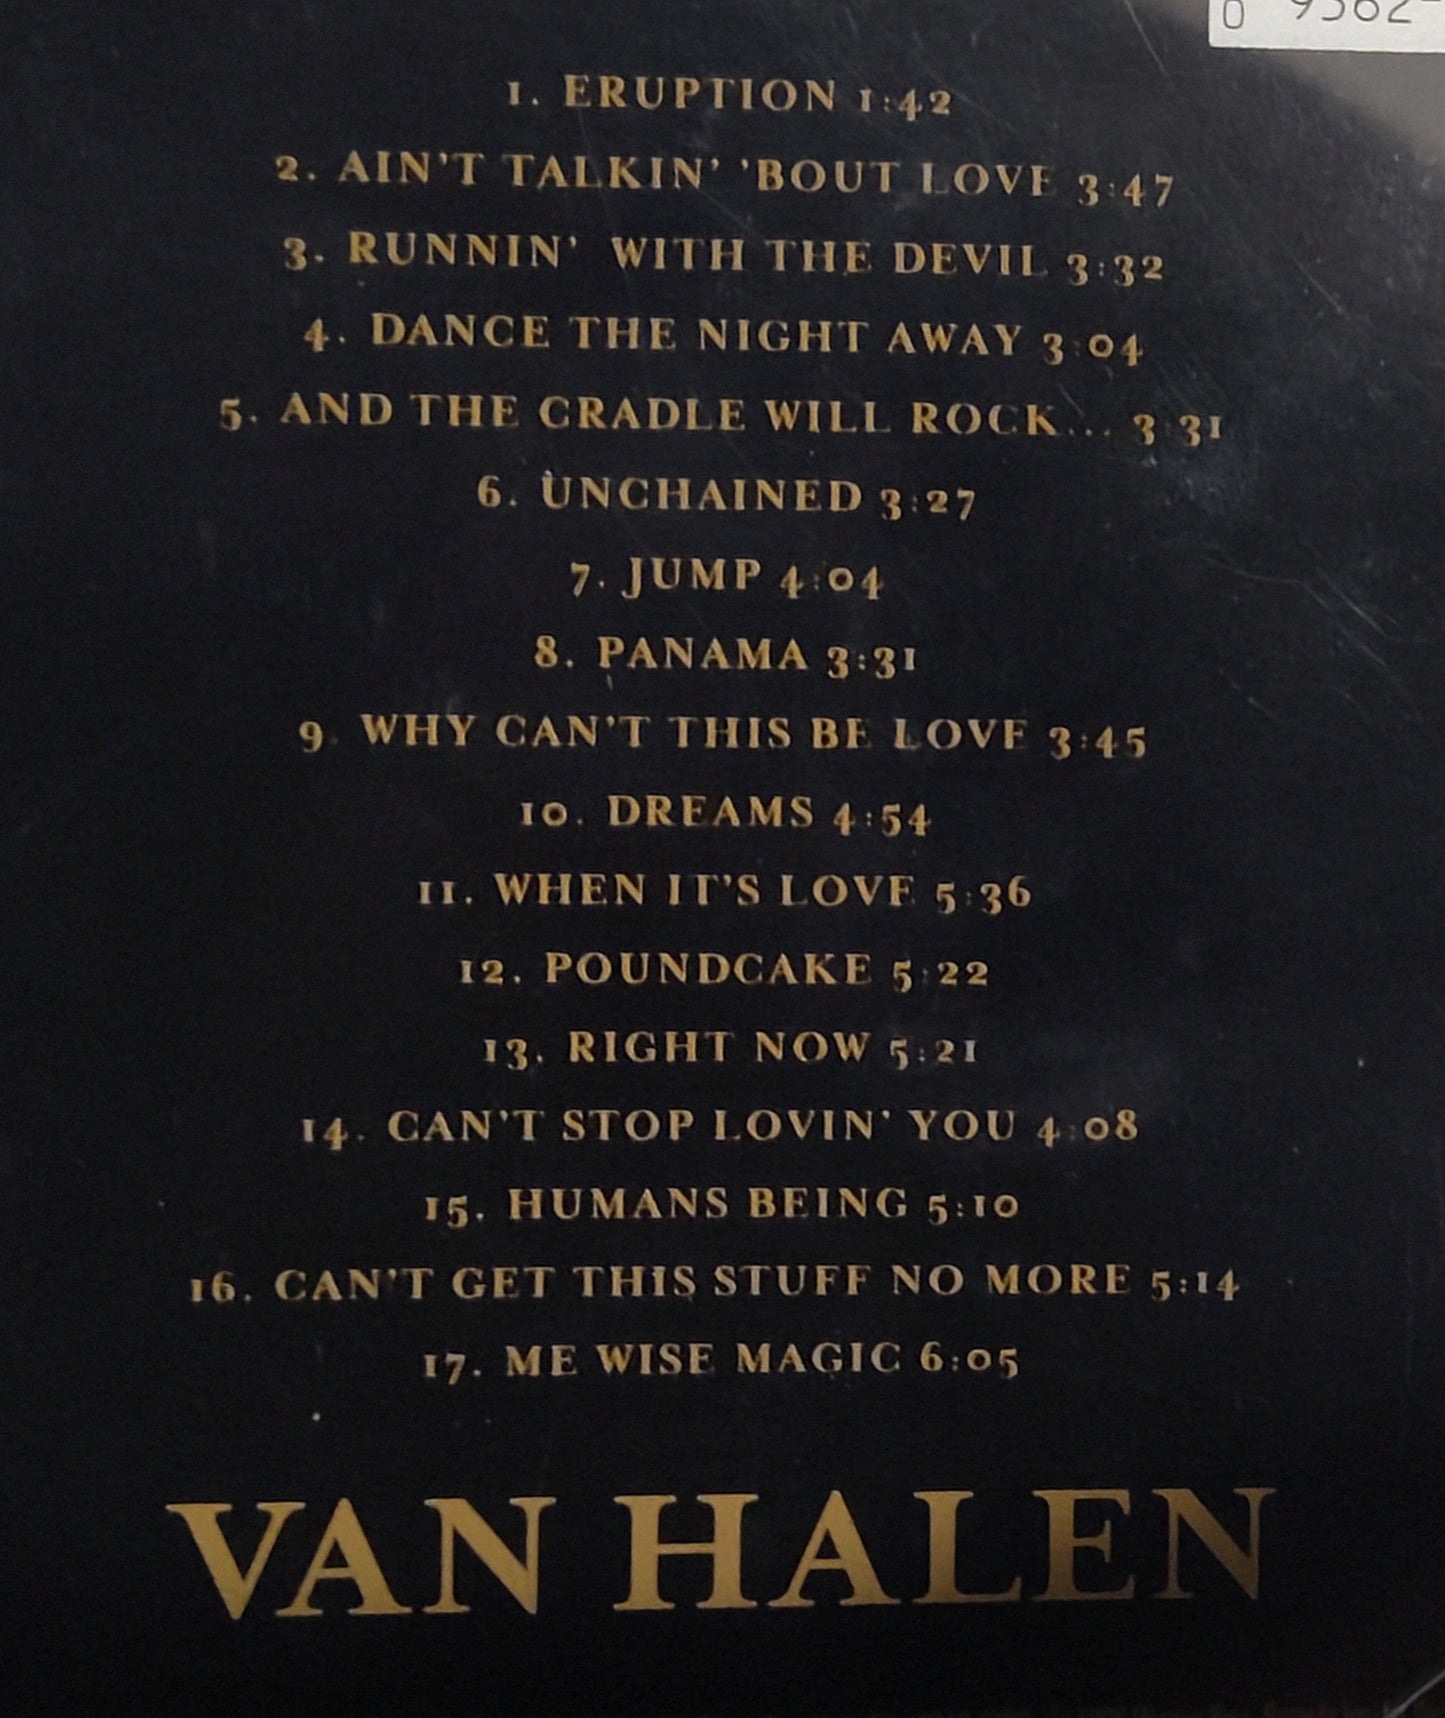 1. ERUPTION 1:42
2. AIN'T TALKIN' 'BOUT LOVE 3:47
3. RUNNIN' WITH THE DEVIL 3:32
4. DANCE THE NIGHT AWAY 3:04
5. AND THE CRADLE WILL ROCK... 3:31
6. UNCHAINED 3:27
7. JUMP 4:04
8. PANAMA 3:31
9. WHY CAN'T THIS BE LOVE 3:45
10. DREAMS 4:54
11. WHEN IT'S LOVE 5:36
12. POUNDCAKE 5:22
13. RIGHT NOW 5:21
14. CAN'T STOP LOVIN' YOU 4:08
15. HUMANS BEING 5:10
16. CAN'T GET THIS STUFF NO MORE 5:14
17. ME WISE MAGIC 6:05
VAN HALEN